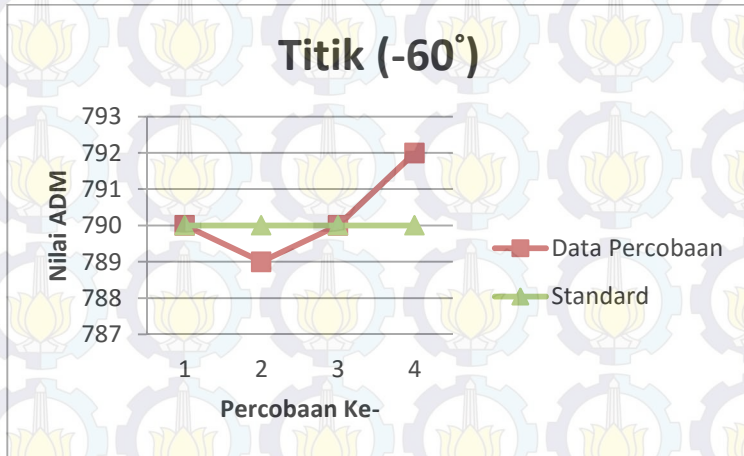 Titik (-60˚)
793
792
791
790
789
788
787
Nilai ADM
1 2 3 4
Percobaan Ke-
Data Percobaan
Standard